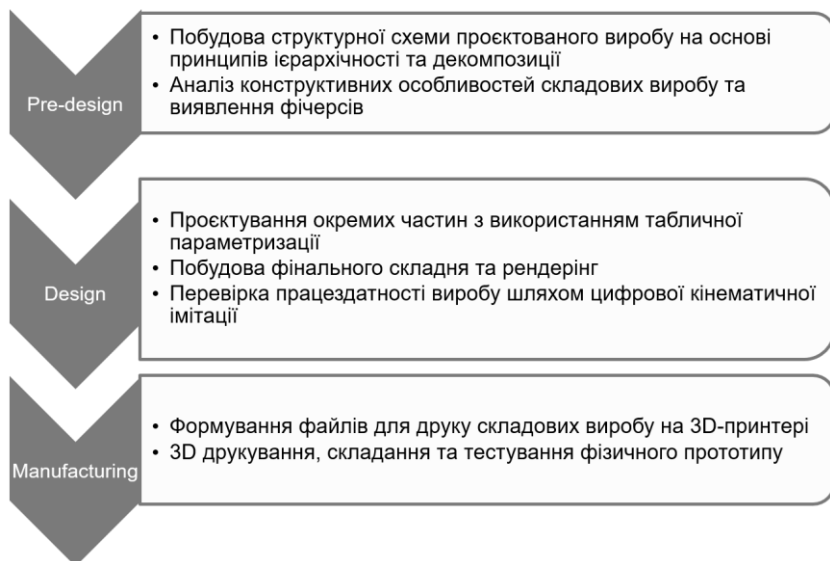 Pre-design
• Побудова структурної схеми проєктованого виробу на основі
принципів ієрархічності та декомпозиції
• Аналіз конструктивних особливостей складових виробу та
виявлення фічерсів
Design
• Проєктування окремих частин з використанням табличної
параметризації
• Побудова фінального складня та рендерінг
• Перевірка працездатності виробу шляхом цифрової кінематичної
імітації
Manufacturing
• Формування файлів для друку складових виробу на 3D-принтері
• 3D друкування, складання та тестування фізичного прототипу